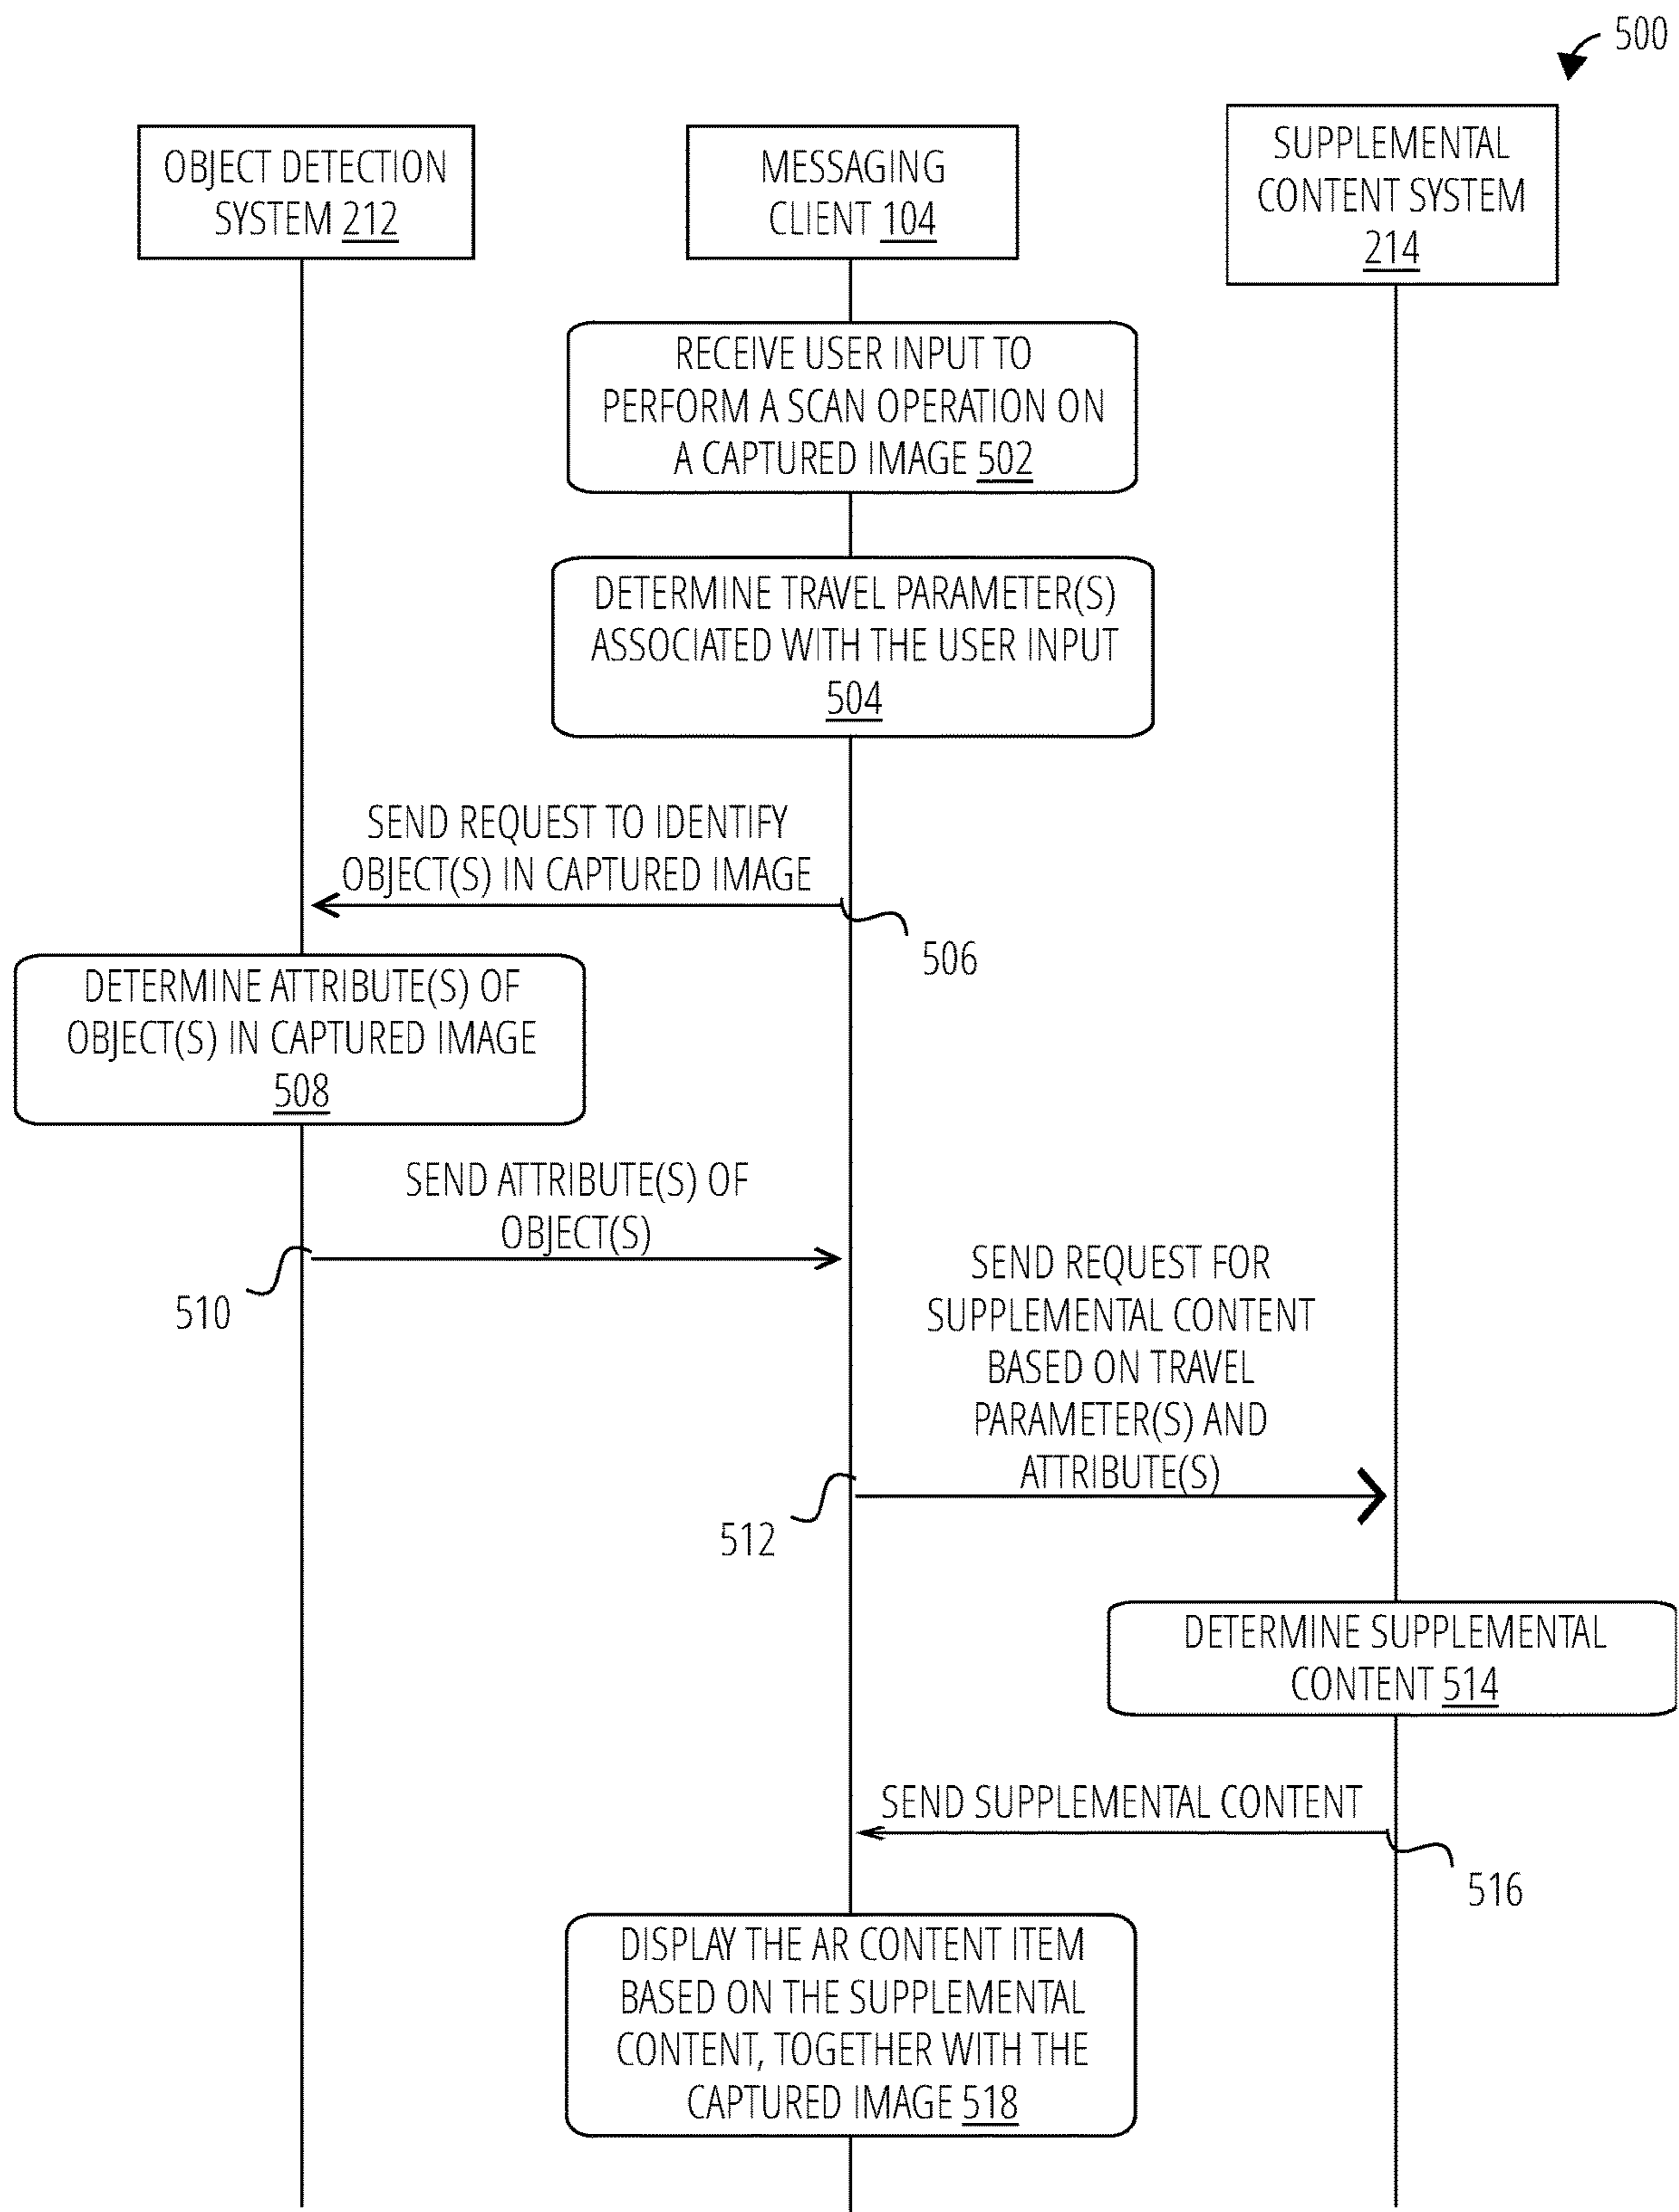 500
OBJECT DETECTION
SYSTEM 212
MESSAGING
CLIENT 104
SUPPLEMENTAL
CONTENT SYSTEM
214
RECEIVE USER INPUT TO
PERFORM A SCAN OPERATION ON
A CAPTURED IMAGE 502
DETERMINE TRAVEL PARAMETER(S)
ASSOCIATED WITH THE USER INPUT
504
SEND REQUEST TO IDENTIFY
OBJECT(S) IN CAPTURED IMAGE
506
DETERMINE ATTRIBUTE(S) OF
OBJECT(S) IN CAPTURED IMAGE
508
SEND ATTRIBUTE(S) OF
OBJECT(S)
510
SEND REQUEST FOR
SUPPLEMENTAL CONTENT
BASED ON TRAVEL
PARAMETER(S) AND
ATTRIBUTE(S)
512
DETERMINE SUPPLEMENTAL
CONTENT 514
SEND SUPPLEMENTAL CONTENT
516
DISPLAY THE AR CONTENT ITEM
BASED ON THE SUPPLEMENTAL
CONTENT, TOGETHER WITH THE
CAPTURED IMAGE 518